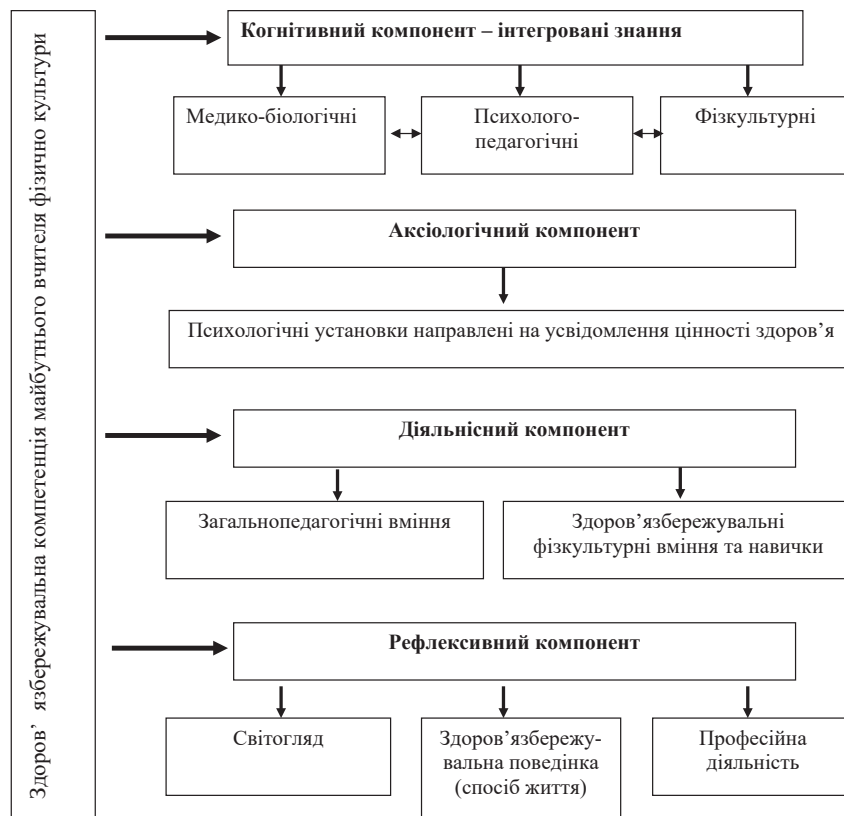 Здоров’ язбережувальна компетенція майбутнього вчителя фізично культури
Когнітивний компонент – інтегровані знання
Медико-біологічні
Психолого-
педагогічні
Фізкультурні
Аксіологічний компонент
Психологічні установки направлені на усвідомлення цінності здоров’я
Діяльнісний компонент
Загальнопедагогічні вміння
Здоров’язбережувальні
фізкультурні вміння та навички
Рефлексивний компонент
Світогляд
Здоров’язбережу-
вальна поведінка
(спосіб життя)
Професійна
діяльність